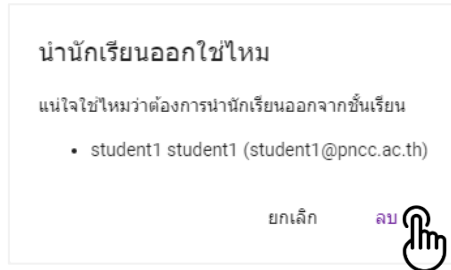 นำนักเรียนออกใช่ไหม
แน่ใจใช่ไหมว่าต้องการนำนักเรียนออกจากชั้นเรียน
• student1 student1 (student1@pncc.ac.th)
ยกเลิก ลบ